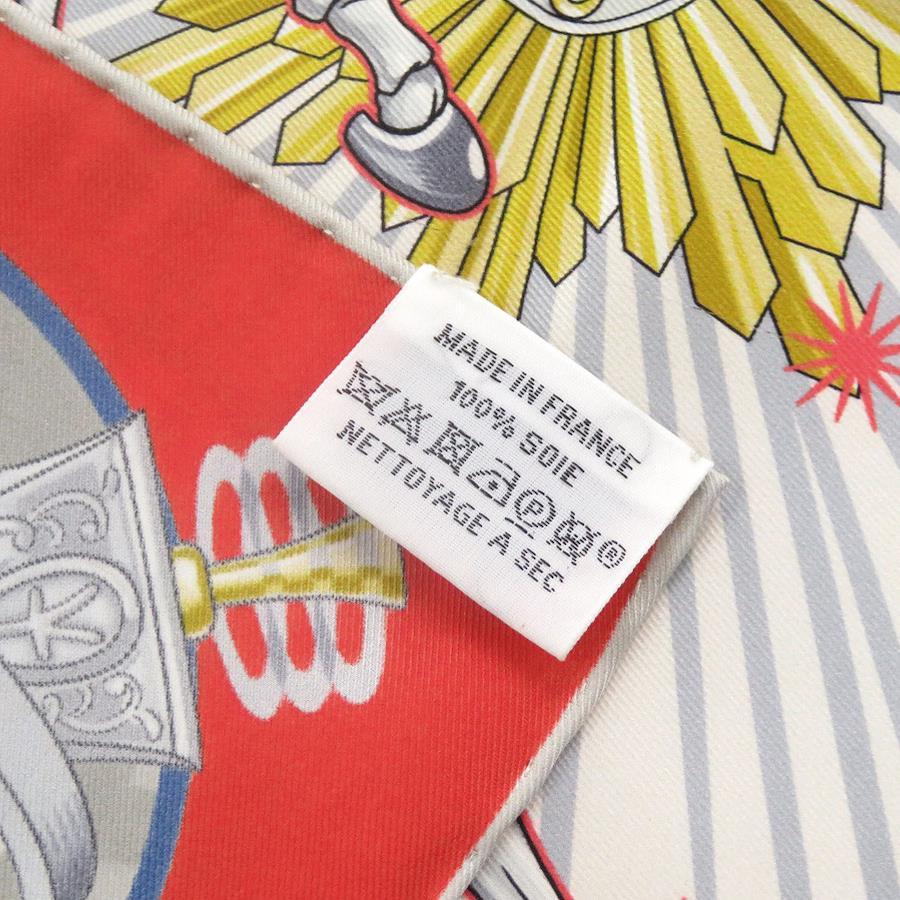 MADE IN FRANCE
100% SOIE
P ®
NETTOYAGE A SEC